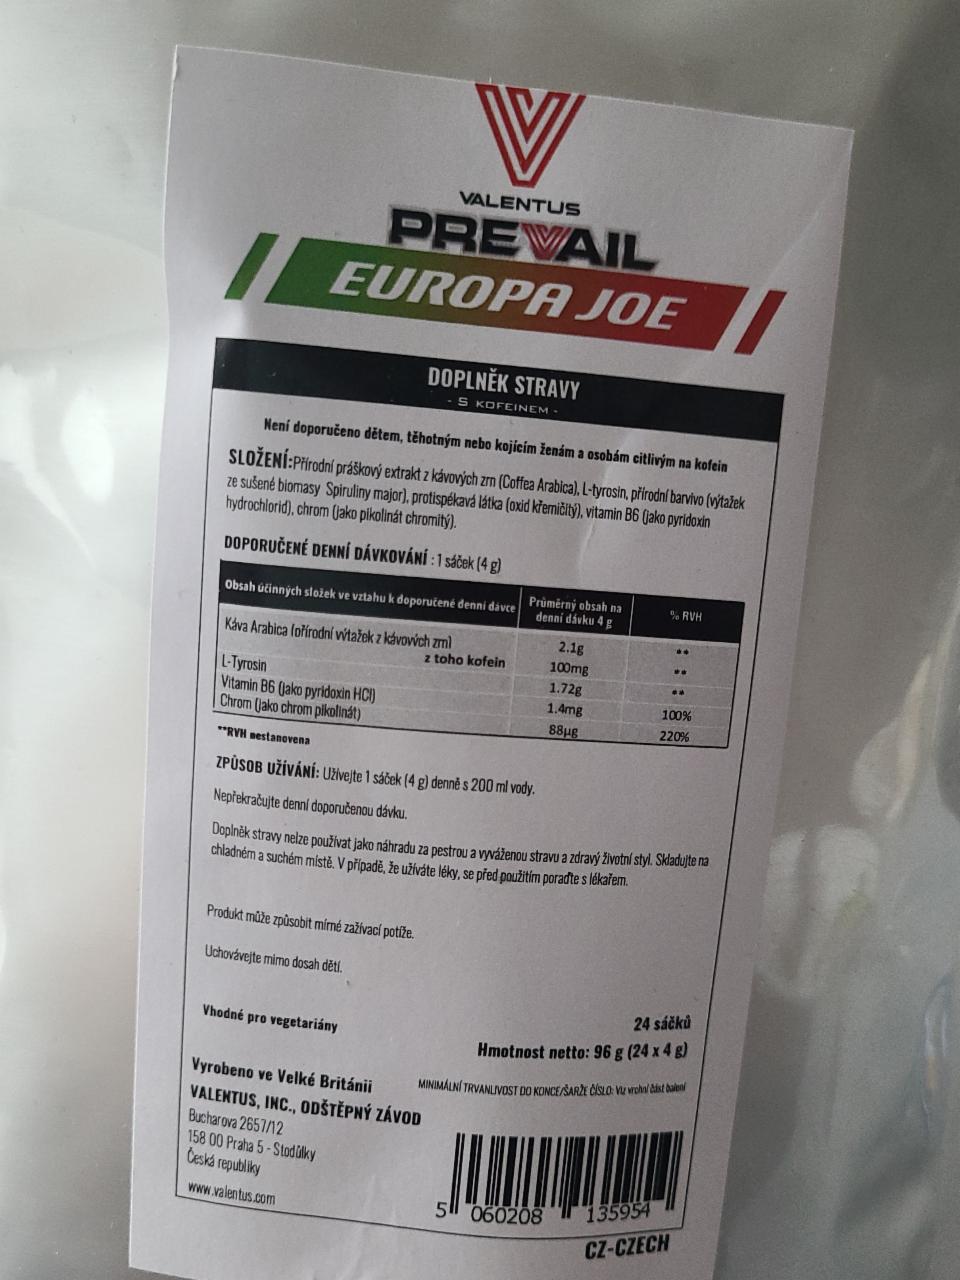 VALENTUS
PREVAIL
EUROPA JOE
DOPLNĚK STRAVY
- S KOFEINEM -
Není doporučeno dětem, těhotným nebo kojícím ženám a osobám citlivým na kofein
SLOŽENÍ:Přírodní práškový extrakt z kávových zrn (Coffea Arabica), L-tyrosin, přírodní barvivo (výtažek
ze sušené biomasy Spiruliny major), protispékavá látka (oxid křemičitý), vitamin B6 (jako pyridoxin
hydrochlorid), chrom (jako pikolinát chromitý).
DOPORUČENÉ DENNÍ DÁVKOVÁNÍ : 1 sáček (4 g)
Obsah účinných složek ve vztahu k doporučené denní dávce Průměrný obsah na denní dávku 4 g % RVH
Káva Arabica (přírodní výtažek z kávových zrn) 2.1g **
z toho kofein 100mg **
L-Tyrosin 1.72g **
Vitamin B6 (jako pyridoxin HCl) 1.4mg 100%
Chrom (jako chrom pikolinát) 88µg 220%
**RVH nestanovena
ZPŮSOB UŽÍVÁNÍ: Užívejte 1 sáček (4 g) denně s 200 ml vody.
Nepřekračujte denní doporučenou dávku.
Doplněk stravy nelze používat jako náhradu za pestrou a vyváženou stravu a zdravý životní styl. Skladujte na
chladném a suchém místě. V případě, že užíváte léky, se před použitím poraďte s lékařem.
Produkt může způsobit mírné zažívací potíže.
Uchovávejte mimo dosah dětí.
Vhodné pro vegetariány
24 sáčků
Hmotnost netto: 96 g (24 x 4 g)
Vyrobeno ve Velké Británii
MINIMÁLNÍ TRVANLIVOST DO KONCE/ŠARŽE ČÍSLO: Viz vrchní část balení
VALENTUS, INC., ODŠTĚPNÝ ZÁVOD
Bucharova 2657/12
158 00 Praha 5 - Stodůlky
Česká republiky
www.valentus.com
5 060208 135954
CZ-CZECH